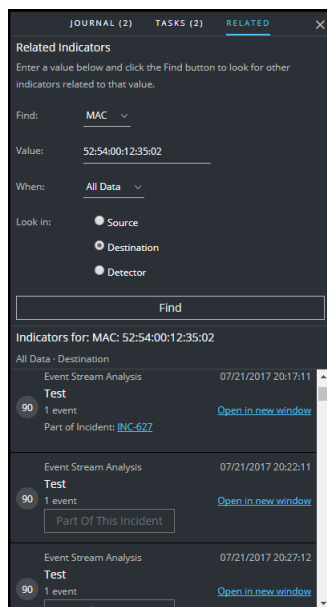 JOURNAL (2) TASKS (2) RELATED
Related Indicators
Enter a value below and click the Find button to look for other
indicators related to that value.
Find: MAC
Value: 52:54:00:12:35:02
When: All Data
Look in: Source
Destination
Detector
Find
Indicators for: MAC: 52:54:00:12:35:02
All Data · Destination
Event Stream Analysis 07/21/2017 20:17:11
Test
90 1 event Open in new window
Part of Incident: INC-627
Event Stream Analysis 07/21/2017 20:22:11
Test
90 1 event Open in new window
Part Of This Incident
Event Stream Analysis 07/21/2017 20:27:12
Test
90 1 event Open in new window